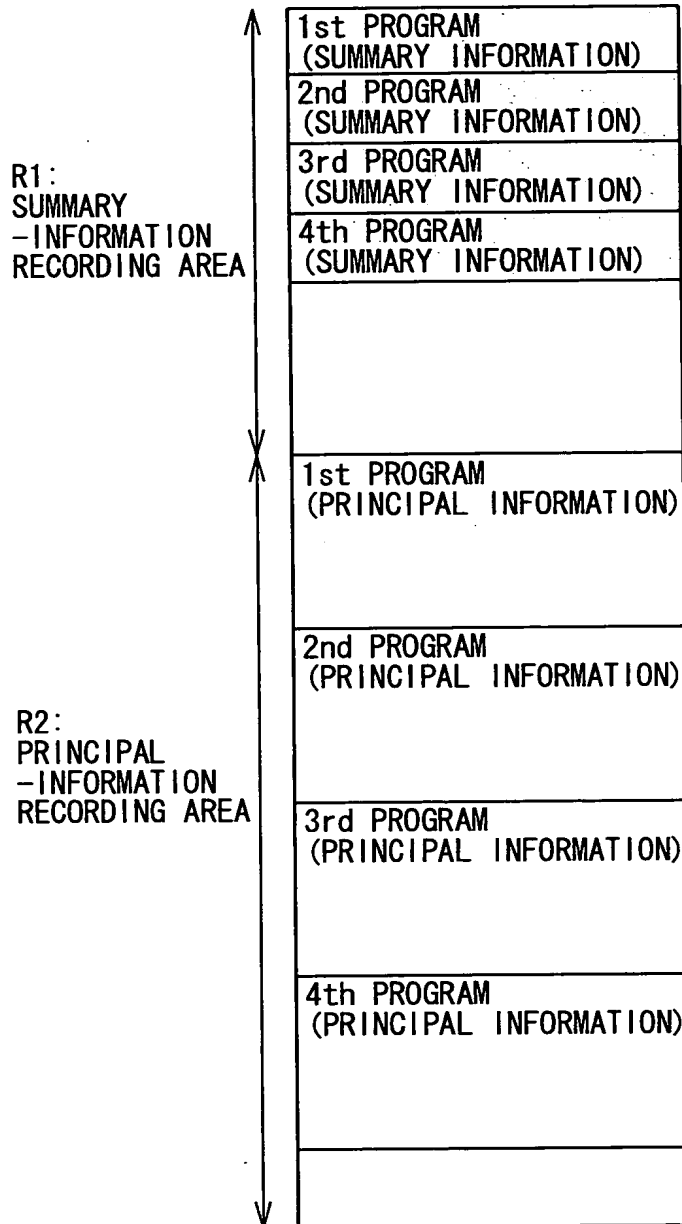 1st PROGRAM
(SUMMARY INFORMATION)
2nd PROGRAM
(SUMMARY INFORMATION)
3rd PROGRAM
(SUMMARY INFORMATION)
4th PROGRAM
(SUMMARY INFORMATION)
R1:
SUMMARY
-INFORMATION
RECORDING AREA
1st PROGRAM
(PRINCIPAL INFORMATION)
2nd PROGRAM
(PRINCIPAL INFORMATION)
3rd PROGRAM
(PRINCIPAL INFORMATION)
4th PROGRAM
(PRINCIPAL INFORMATION)
R2:
PRINCIPAL
-INFORMATION
RECORDING AREA